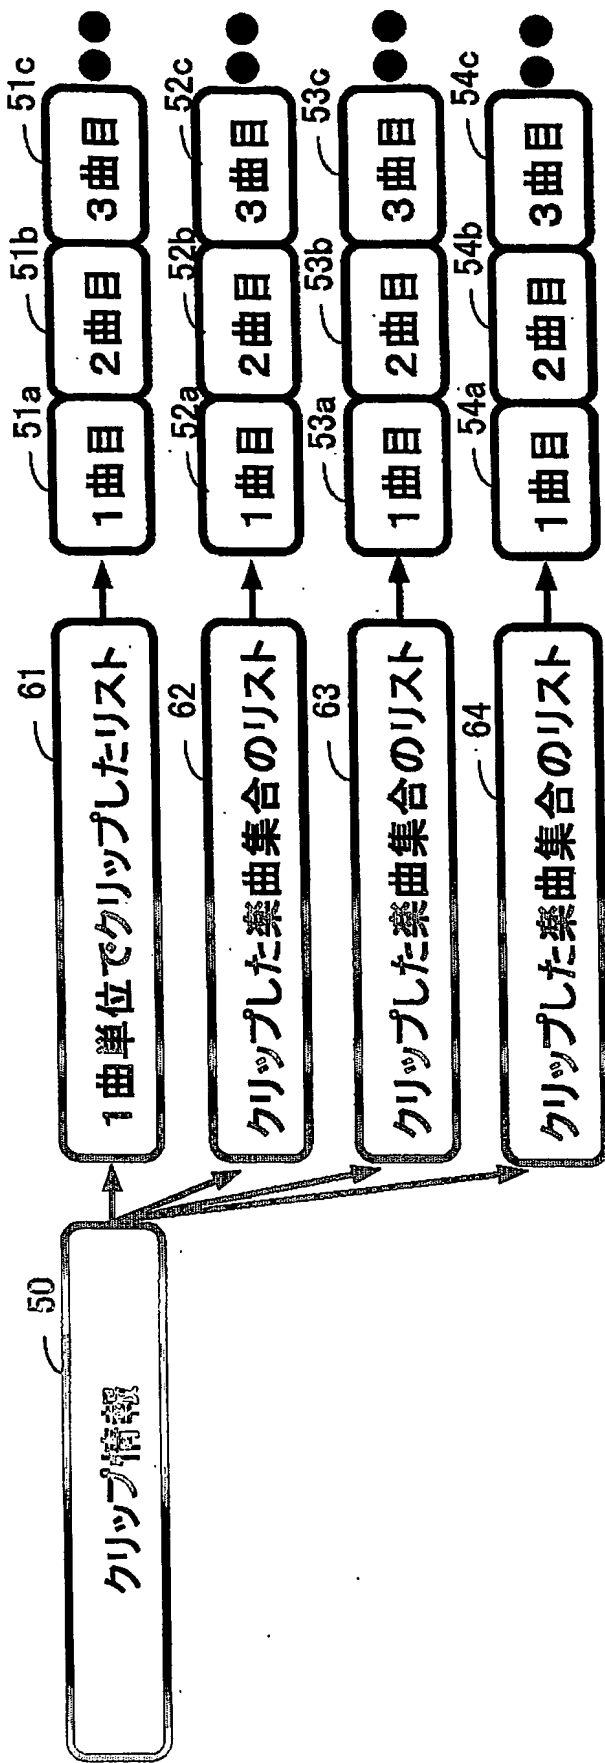 50
クリップ情報
61
1曲単位でクリップしたリスト
51a
1曲目
51b
2曲目
51c
3曲目
62
クリップした楽曲集合のリスト
52a
1曲目
52b
2曲目
52c
3曲目
63
クリップした楽曲集合のリスト
53a
1曲目
53b
2曲目
53c
3曲目
64
クリップした楽曲集合のリスト
54a
1曲目
54b
2曲目
54c
3曲目